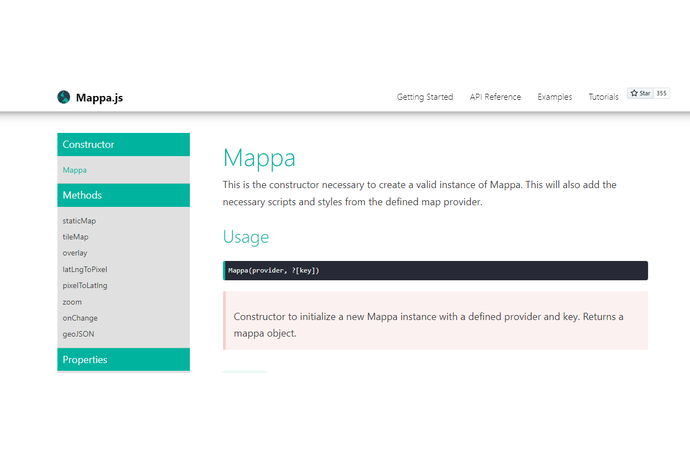 Mappa.js
Getting Started
API Reference
Examples
Tutorials
Star
355
Constructor
Mappa
Methods
staticMap
tileMap
overlay
latLngToPixel
pixelToLatlng
zoom
onChange
geoJSON
Properties
Mappa
This is the constructor necessary to create a valid instance of Mappa. This will also add the
necessary scripts and styles from the defined map provider.
Usage
Mappa(provider, ?[key])
Constructor to initialize a new Mappa instance with a defined provider and key. Returns a
mappa object.